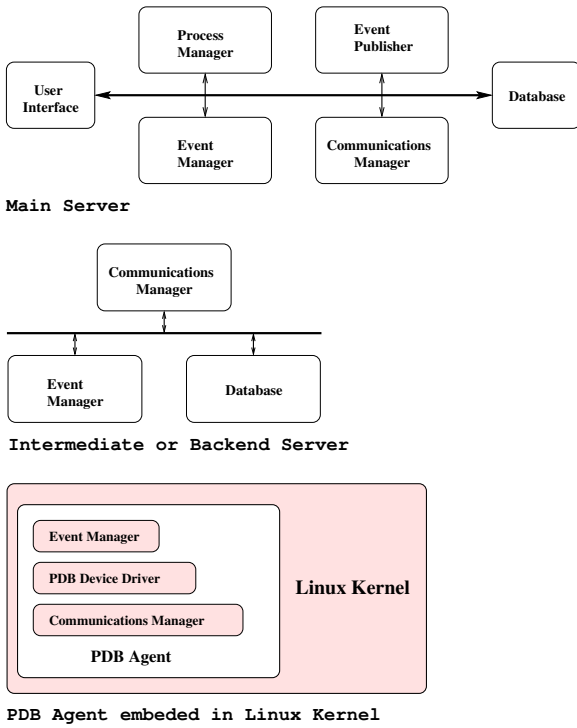 Process
Manager
Event
Publisher
User
Interface
Database
Event
Manager
Communications
Manager
Main Server
Communications
Manager
Event
Manager
Database
Intermediate or Backend Server
Event Manager
PDB Device Driver
Communications Manager
PDB Agent
Linux Kernel
PDB Agent embeded in Linux Kernel